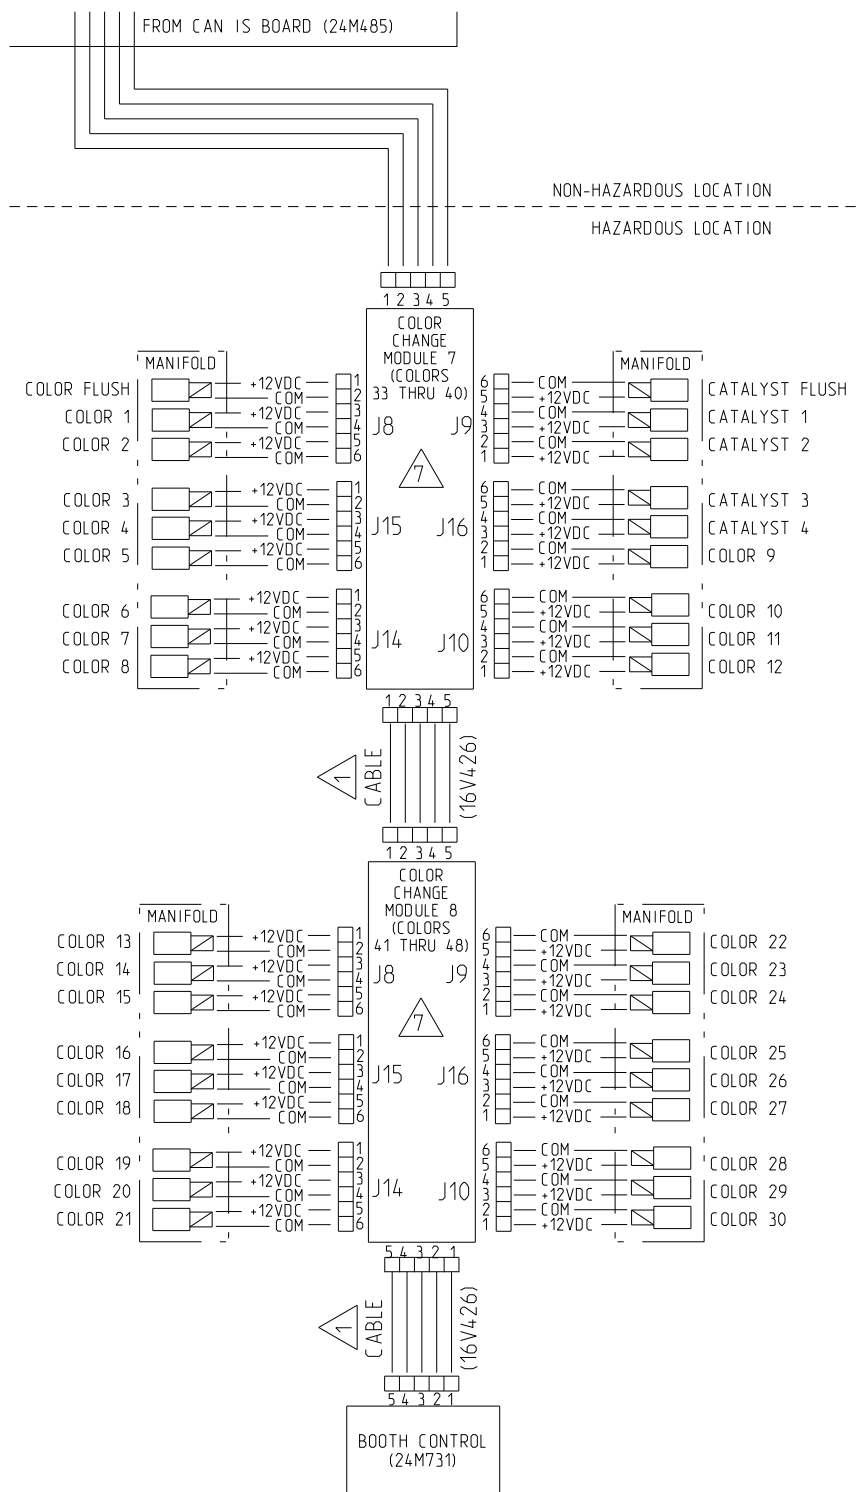 FROM CAN IS BOARD (24M485)
NON-HAZARDOUS LOCATION
HAZARDOUS LOCATION
1 2 3 4 5
COLOR
CHANGE
MODULE 7
(COLORS
33 THRU 40)
MANIFOLD
MANIFOLD
COLOR FLUSH +12VDC 1 6 COM CATALYST FLUSH
COM 2 5 +12VDC
COLOR 1 +12VDC 3 4 COM CATALYST 1
COM 4 J8 J9 3 +12VDC
COLOR 2 +12VDC 5 2 COM CATALYST 2
COM 6 1 +12VDC
7
COLOR 3 +12VDC 1 6 COM CATALYST 3
COM 2 5 +12VDC
COLOR 4 +12VDC 3 4 COM CATALYST 4
COM 4 J15 J16 3 +12VDC
COLOR 5 +12VDC 5 2 COM COLOR 9
COM 6 1 +12VDC
COLOR 6 +12VDC 1 6 COM COLOR 10
COM 2 5 +12VDC
COLOR 7 +12VDC 3 4 COM COLOR 11
COM 4 J14 J10 3 +12VDC
COLOR 8 +12VDC 5 2 COM COLOR 12
COM 6 1 +12VDC
1 2 3 4 5
1
CABLE
(16V426)
1 2 3 4 5
COLOR
CHANGE
MODULE 8
(COLORS
41 THRU 48)
MANIFOLD
MANIFOLD
COLOR 13 +12VDC 1 6 COM COLOR 22
COM 2 5 +12VDC
COLOR 14 +12VDC 3 4 COM COLOR 23
COM 4 J8 J9 3 +12VDC
COLOR 15 +12VDC 5 2 COM COLOR 24
COM 6 1 +12VDC
7
COLOR 16 +12VDC 1 6 COM COLOR 25
COM 2 5 +12VDC
COLOR 17 +12VDC 3 4 COM COLOR 26
COM 4 J15 J16 3 +12VDC
COLOR 18 +12VDC 5 2 COM COLOR 27
COM 6 1 +12VDC
COLOR 19 +12VDC 1 6 COM COLOR 28
COM 2 5 +12VDC
COLOR 20 +12VDC 3 4 COM COLOR 29
COM 4 J14 J10 3 +12VDC
COLOR 21 +12VDC 5 2 COM COLOR 30
COM 6 1 +12VDC
5 4 3 2 1
1
CABLE
(16V426)
5 4 3 2 1
BOOTH CONTROL
(24M731)